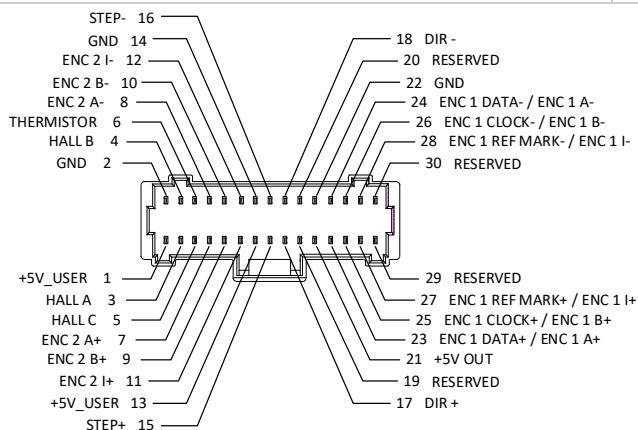 STEP- 16
GND 14
ENC 2 I- 12
ENC 2 B- 10
ENC 2 A- 8
THERMISTOR 6
HALL B 4
GND 2
18 DIR -
20 RESERVED
22 GND
24 ENC 1 DATA- / ENC 1 A-
26 ENC 1 CLOCK- / ENC 1 B-
28 ENC 1 REF MARK- / ENC 1 I-
30 RESERVED
+5V_USER 1
HALL A 3
HALL C 5
ENC 2 A+ 7
ENC 2 B+ 9
ENC 2 I+ 11
+5V_USER 13
STEP+ 15
29 RESERVED
27 ENC 1 REF MARK+ / ENC 1 I+
25 ENC 1 CLOCK+ / ENC 1 B+
23 ENC 1 DATA+ / ENC 1 A+
21 +5V OUT
19 RESERVED
17 DIR +